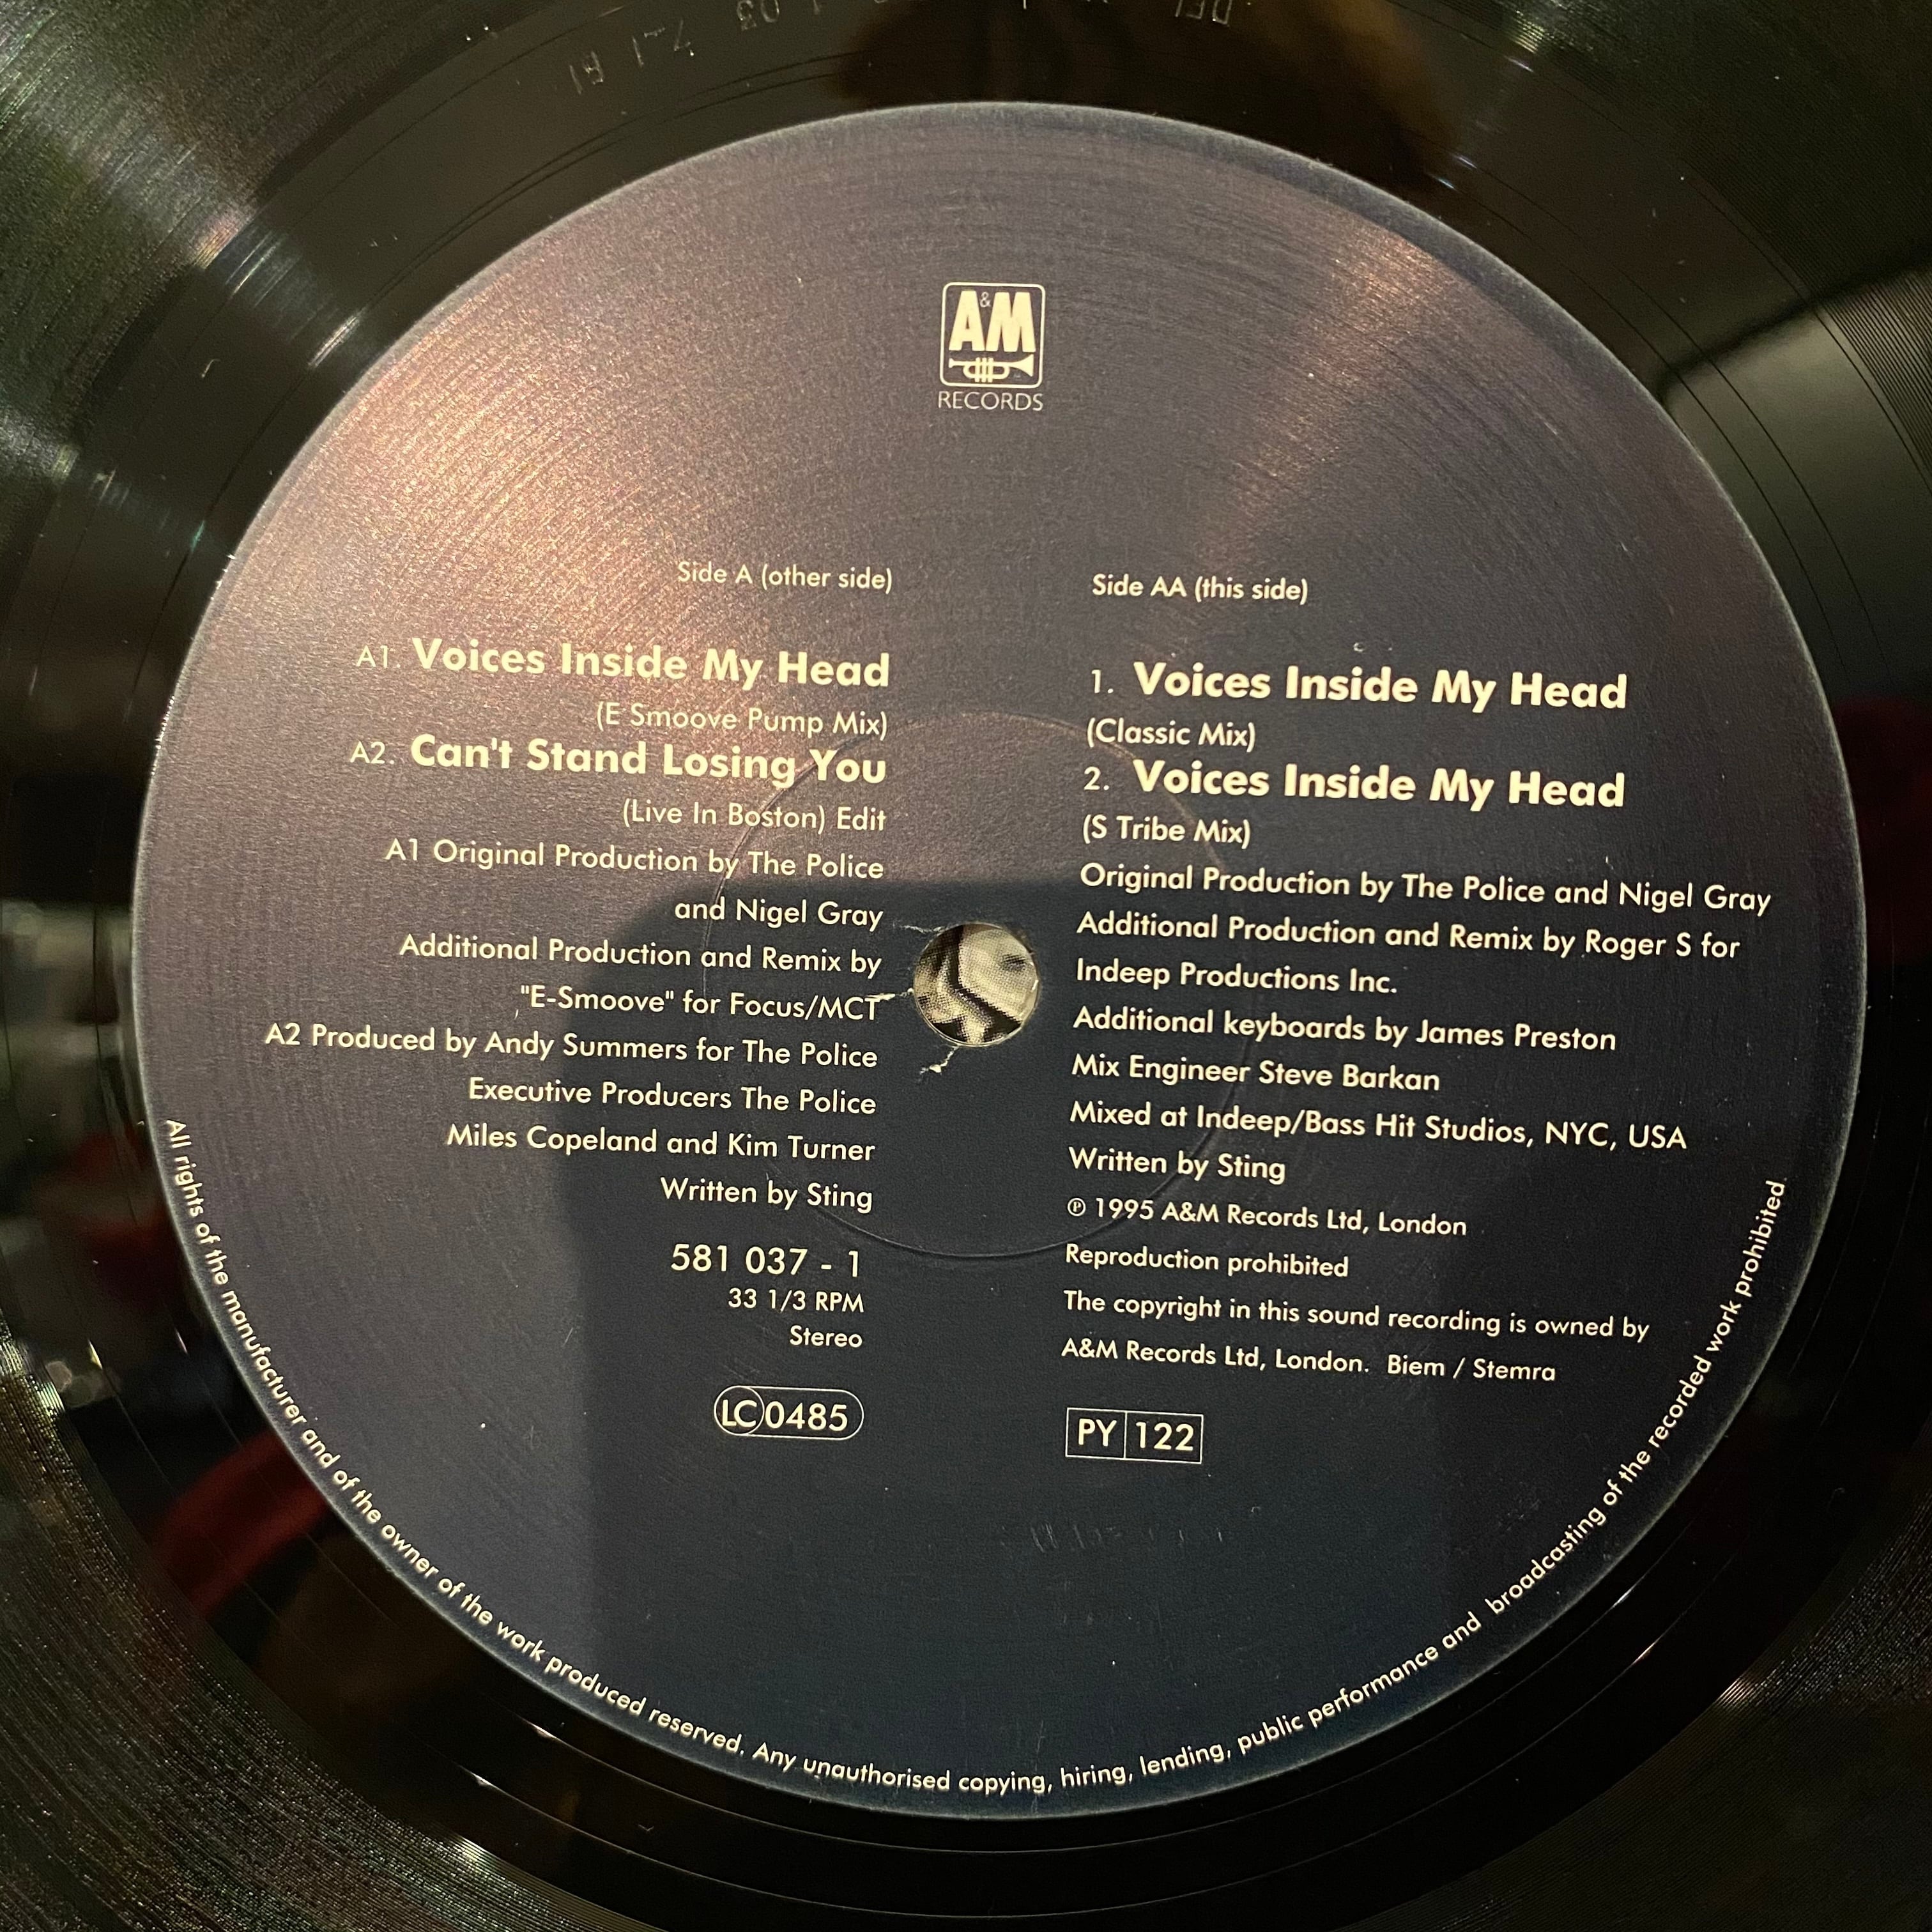 A&M
RECORDS
Side A (other side)
A1. Voices Inside My Head
(E Smoove Pump Mix)
A2. Can't Stand Losing You
(Live In Boston) Edit
A1 Original Production by The Police
and Nigel Gray
Additional Production and Remix by
"E-Smoove" for Focus/MCT
A2 Produced by Andy Summers for The Police
Executive Producers The Police
Miles Copeland and Kim Turner
Written by Sting
581 037 - 1
33 1/3 RPM
Stereo
LC 0485
Side AA (this side)
1. Voices Inside My Head
(Classic Mix)
2. Voices Inside My Head
(S Tribe Mix)
Original Production by The Police and Nigel Gray
Additional Production and Remix by Roger S for
Indeep Productions Inc.
Additional keyboards by James Preston
Mix Engineer Steve Barkan
Mixed at Indeep/Bass Hit Studios, NYC, USA
Written by Sting
℗ 1995 A&M Records Ltd, London
Reproduction prohibited
The copyright in this sound recording is owned by
A&M Records Ltd, London. Biem / Stemra
PY 122
All rights of the manufacturer and of the owner of the work produced reserved. Any unauthorised copying, hiring, lending, public performance and broadcasting of the recorded work prohibited.